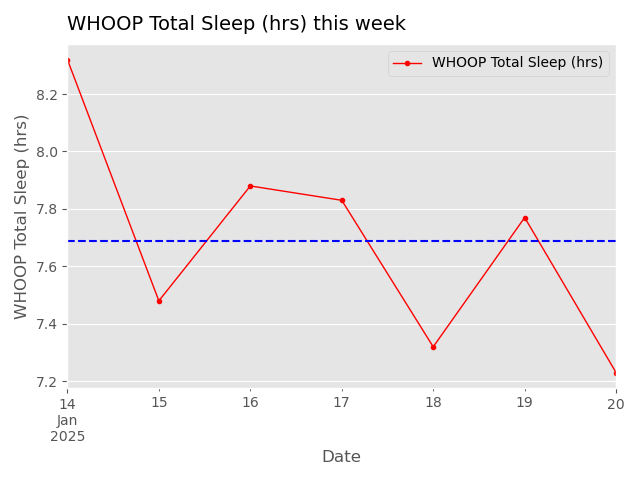 WHOOP Total Sleep (hrs) this week
WHOOP Total Sleep (hrs)
WHOOP Total Sleep (hrs)
8.2
8.0
7.8
7.6
7.4
7.2
14 15 16 17 18 19 20
Jan
2025
Date